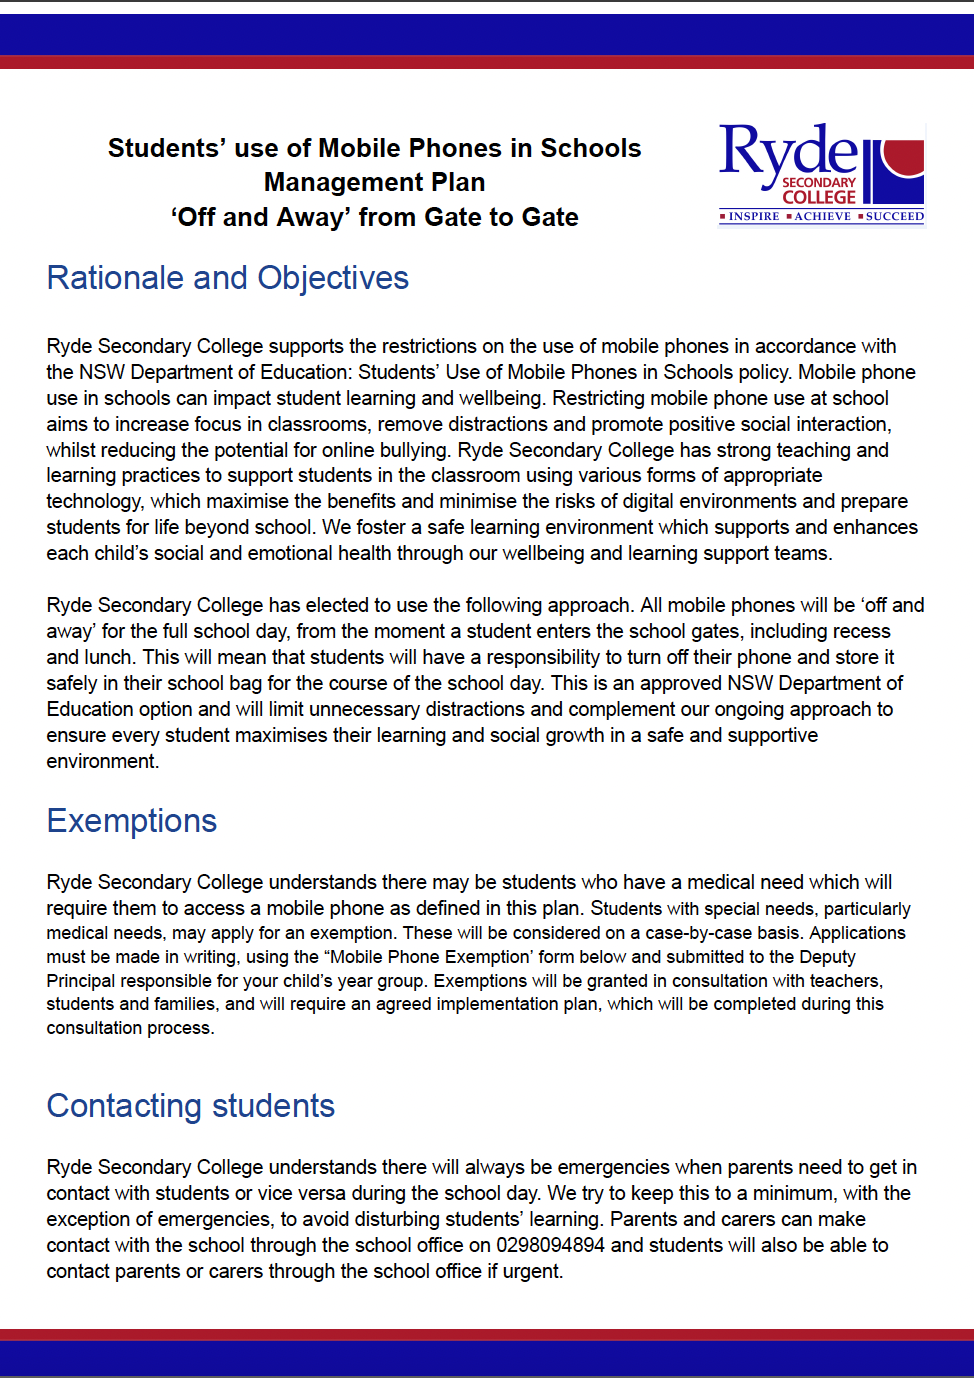 Students’ use of Mobile Phones in Schools
Management Plan
‘Off and Away’ from Gate to Gate
Ryde
SECONDARY
COLLEGE
▪ INSPIRE ▪ ACHIEVE ▪ SUCCEED
Rationale and Objectives
Ryde Secondary College supports the restrictions on the use of mobile phones in accordance with
the NSW Department of Education: Students’ Use of Mobile Phones in Schools policy. Mobile phone
use in schools can impact student learning and wellbeing. Restricting mobile phone use at school
aims to increase focus in classrooms, remove distractions and promote positive social interaction,
whilst reducing the potential for online bullying. Ryde Secondary College has strong teaching and
learning practices to support students in the classroom using various forms of appropriate
technology, which maximise the benefits and minimise the risks of digital environments and prepare
students for life beyond school. We foster a safe learning environment which supports and enhances
each child’s social and emotional health through our wellbeing and learning support teams.
Ryde Secondary College has elected to use the following approach. All mobile phones will be ‘off and
away’ for the full school day, from the moment a student enters the school gates, including recess
and lunch. This will mean that students will have a responsibility to turn off their phone and store it
safely in their school bag for the course of the school day. This is an approved NSW Department of
Education option and will limit unnecessary distractions and complement our ongoing approach to
ensure every student maximises their learning and social growth in a safe and supportive
environment.
Exemptions
Ryde Secondary College understands there may be students who have a medical need which will
require them to access a mobile phone as defined in this plan. Students with special needs, particularly
medical needs, may apply for an exemption. These will be considered on a case-by-case basis. Applications
must be made in writing, using the “Mobile Phone Exemption’ form below and submitted to the Deputy
Principal responsible for your child’s year group. Exemptions will be granted in consultation with teachers,
students and families, and will require an agreed implementation plan, which will be completed during this
consultation process.
Contacting students
Ryde Secondary College understands there will always be emergencies when parents need to get in
contact with students or vice versa during the school day. We try to keep this to a minimum, with the
exception of emergencies, to avoid disturbing students’ learning. Parents and carers can make
contact with the school through the school office on 0298094894 and students will also be able to
contact parents or carers through the school office if urgent.